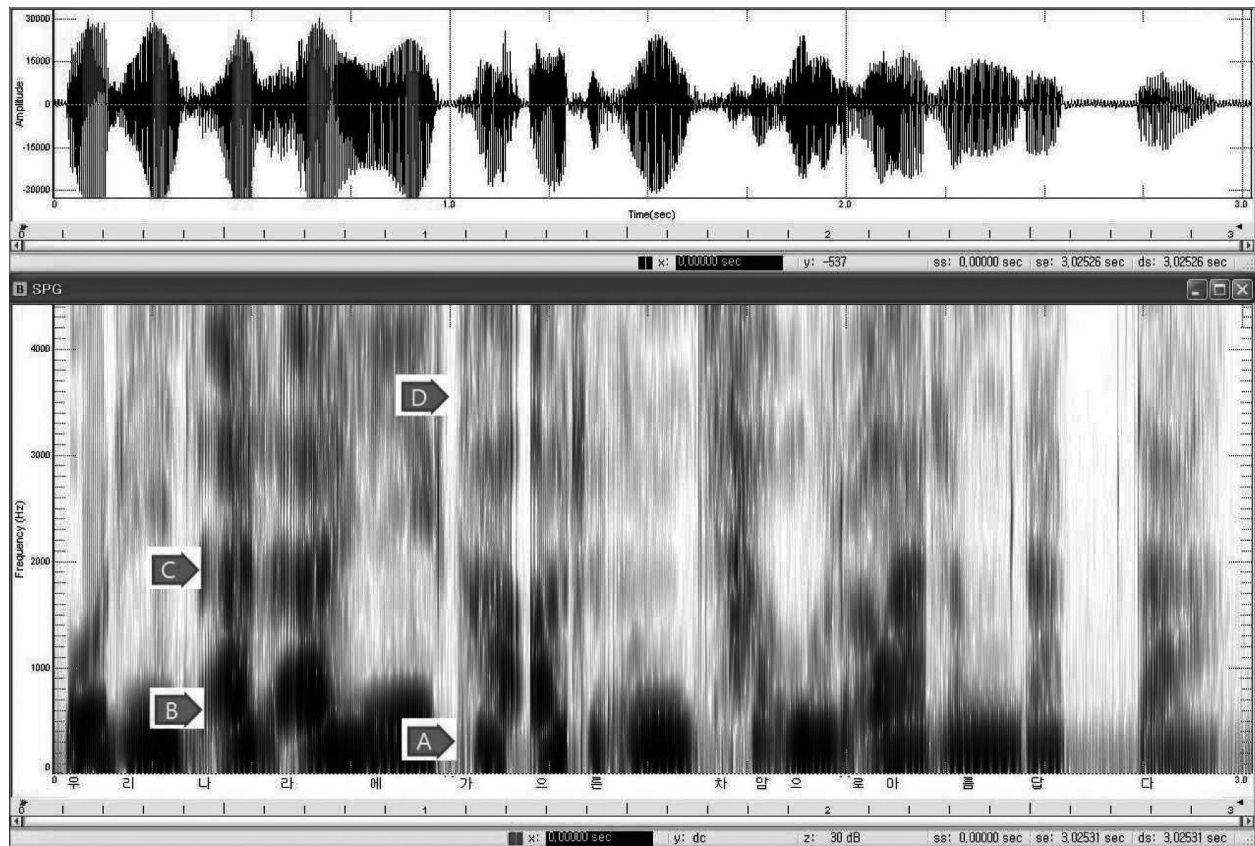 30000
15000
0
-15000
-30000
Amplitude
0 1.0 2.0 3.0
Time(sec)
0 1 2 3
x: 0,00000 sec y: -537 ss: 0,00000 sec se: 3,02526 sec ds: 3,02526 sec
B SPG
4000
3000
2000
1000
0
Frequency (Hz)
D
C
B
A
0 우 리 나 라 에 가 으 른 차 암 으 로 마 름 답 다 3.0
0 1 2 3
x: 0,00000 sec y: dc z: 30 dB ss: 0,00000 sec se: 3,02531 sec ds: 3,02531 sec